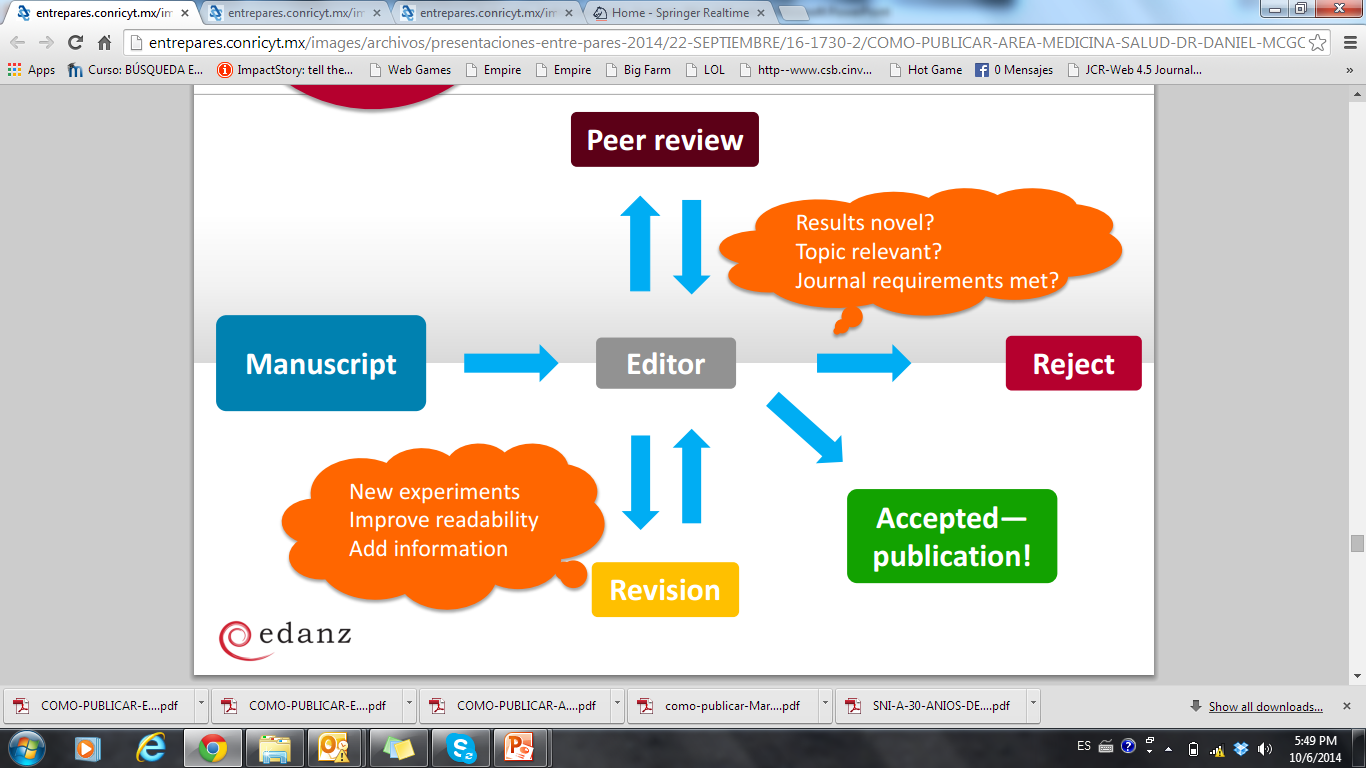 entrepares.conricyt.mx/im
entrepares.conricyt.mx/im
entrepares.conricyt.mx/im
Home - Springer Realtime
entrepares.conricyt.mx/images/archivos/presentaciones-entre-pares-2014/22-SEPTIEMBRE/16-1730-2/COMO-PUBLICAR-AREA-MEDICINA-SALUD-DR-DANIEL-MCGO
Apps
Curso: BÚSQUEDA E...
ImpactStory: tell the...
Web Games
Empire
Empire
Big Farm
LOL
http--www.csb.cinv...
Hot Game
0 Mensajes
JCR-Web 4.5 Journal...
»
Peer review
Results novel?
Topic relevant?
Journal requirements met?
Manuscript
Editor
Reject
New experiments
Improve readability
Add information
Accepted—
publication!
Revision
edanz
COMO-PUBLICAR-E....pdf
COMO-PUBLICAR-E....pdf
COMO-PUBLICAR-A....pdf
como-publicar-Mar....pdf
SNI-A-30-ANIOS-DE....pdf
Show all downloads...
ES
5:49 PM
10/6/2014